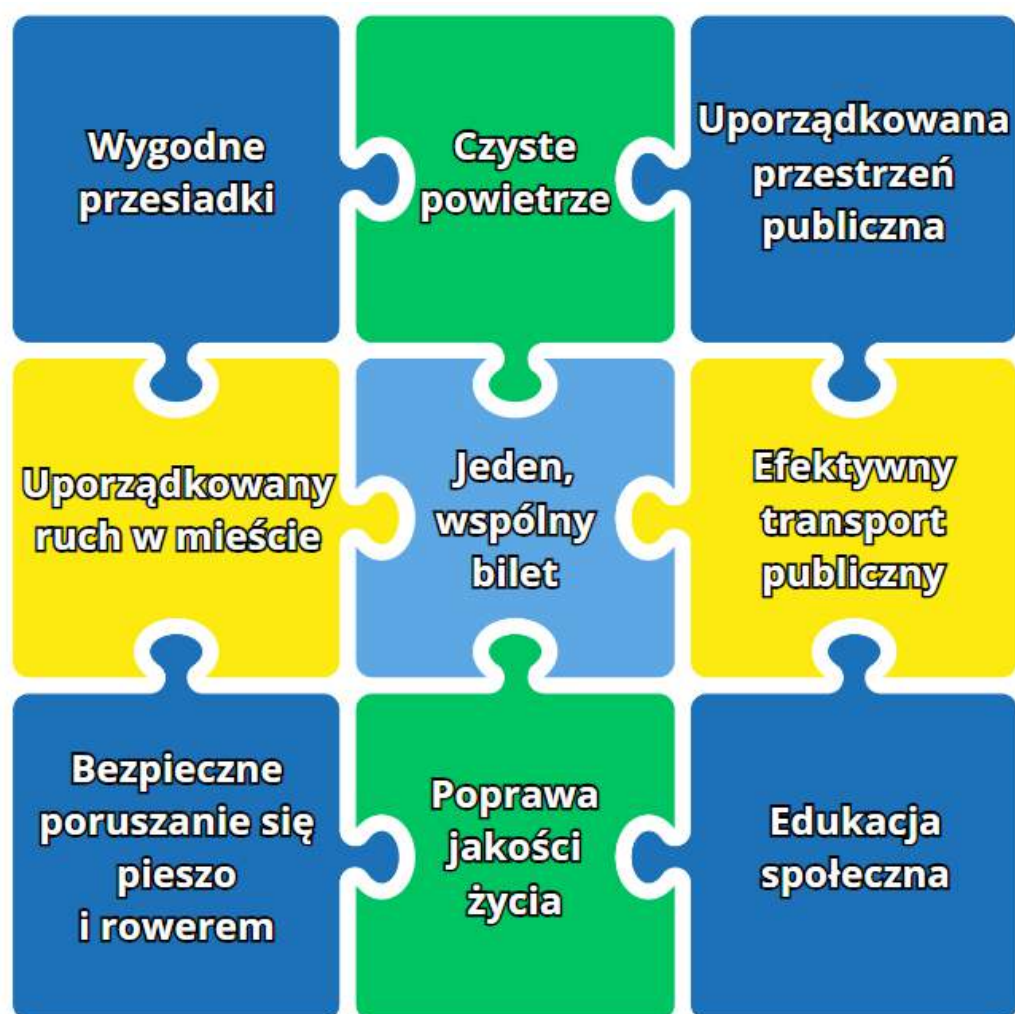 Wygodne
przesiadki
Czyste
powietrze
Uporządkowana
przestrzeń
publiczna
Uporządkowany
ruch w mieście
Jeden,
wspólny
bilet
Efektywny
transport
publiczny
Bezpieczne
poruszanie się
pieszo
i rowerem
Poprawa
jakości
życia
Edukacja
społeczna